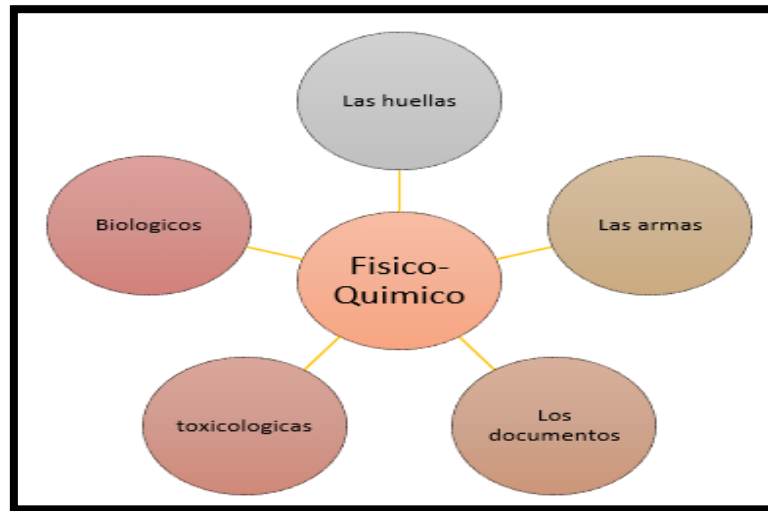 Las huellas
Biologicos
Las armas
Fisico-
Quimico
toxicologicas
Los
documentos